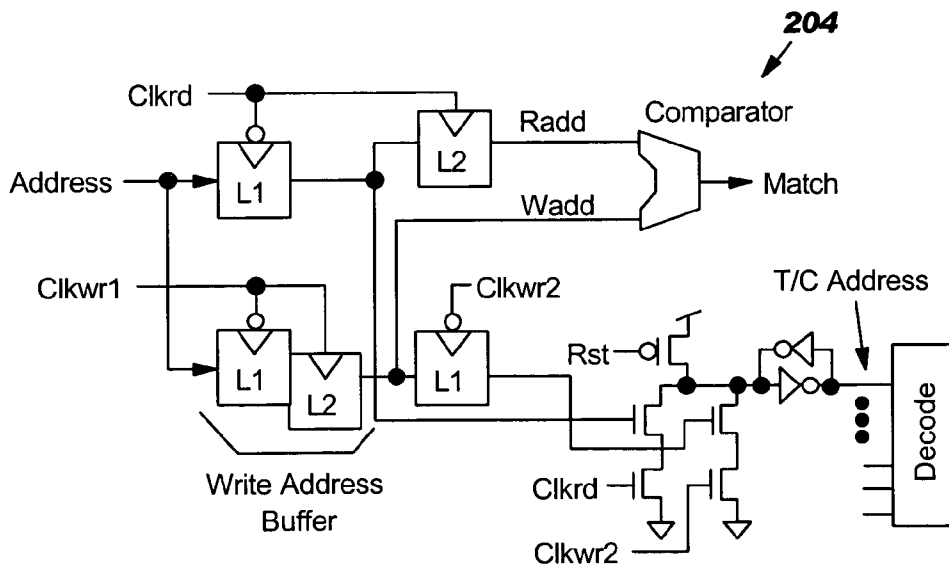 204
Clkrd
Radd
Comparator
L2
Address
L1
Match
Wadd
Clkwr1
Clkwr2
T/C Address
L1
L2
L1
Rst
Decode
Write Address
Buffer
Clkrd
Clkwr2